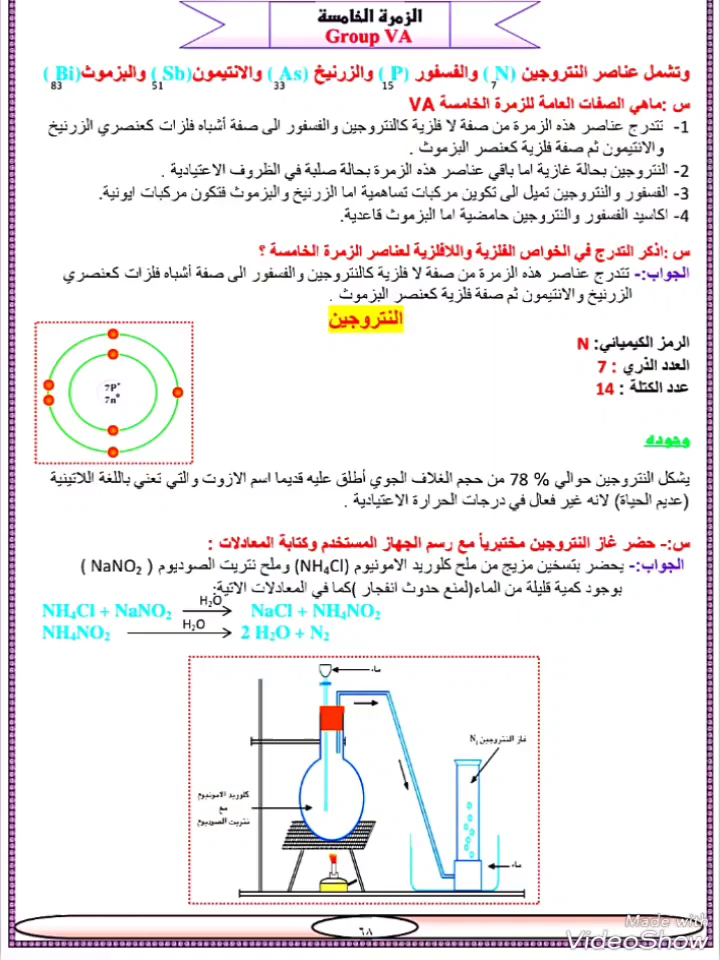 الزمرة الخامسة
Group VA
وتشمل عناصر النتروجين (N) والفسفور (P) والزرنيخ (As) والانتيمون(Sb) والبزموث(Bi)
7 15 33 51 83
س :ماهي الصفات العامة للزمرة الخامسة VA
1- تتدرج عناصر هذه الزمرة من صفة لا فلزية كالنتروجين والفسفور الى صفة أشباه فلزات كعنصري الزرنيخ
والانتيمون ثم صفة فلزية كعنصر البزموث .
2- النتروجين بحالة غازية اما باقي عناصر هذه الزمرة بحالة صلبة في الظروف الاعتيادية .
3- الفسفور والنتروجين تميل الى تكوين مركبات تساهمية اما الزرنيخ والبزموث فتكون مركبات ايونية.
4- اكاسيد الفسفور والنتروجين حامضية اما البزموث قاعدية.
س :اذكر التدرج في الخواص الفلزية واللافلزية لعناصر الزمرة الخامسة ؟
الجواب:- تتدرج عناصر هذه الزمرة من صفة لا فلزية كالنتروجين والفسفور الى صفة أشباه فلزات كعنصري
الزرنيخ والانتيمون ثم صفة فلزية كعنصر البزموث .
النتروجين
الرمز الكيميائي: N
العدد الذري : 7
عدد الكتلة : 14
7P+
7n°
وجوده
يشكل النتروجين حوالي % 78 من حجم الغلاف الجوي أطلق عليه قديما اسم الازوت والتي تعني باللغة اللاتينية
(عديم الحياة) لانه غير فعال في درجات الحرارة الاعتيادية .
س:- حضر غاز النتروجين مختبرياً مع رسم الجهاز المستخدم وكتابة المعادلات :
الجواب:- يحضر بتسخين مزيج من ملح كلوريد الامونيوم (NH₄Cl) وملح نتريت الصوديوم ( NaNO₂ )
بوجود كمية قليلة من الماء(لمنع حدوث انفجار )كما في المعادلات الاتية:
NH₄Cl + NaNO₂ H₂O → NaCl + NH₄NO₂
NH₄NO₂ H₂O → 2 H₂O + N₂
ماء
غاز النتروجين N₂
كلوريد الامونيوم
مع
نتريت الصوديوم
ماء
٦٨
Made with
VideoShow